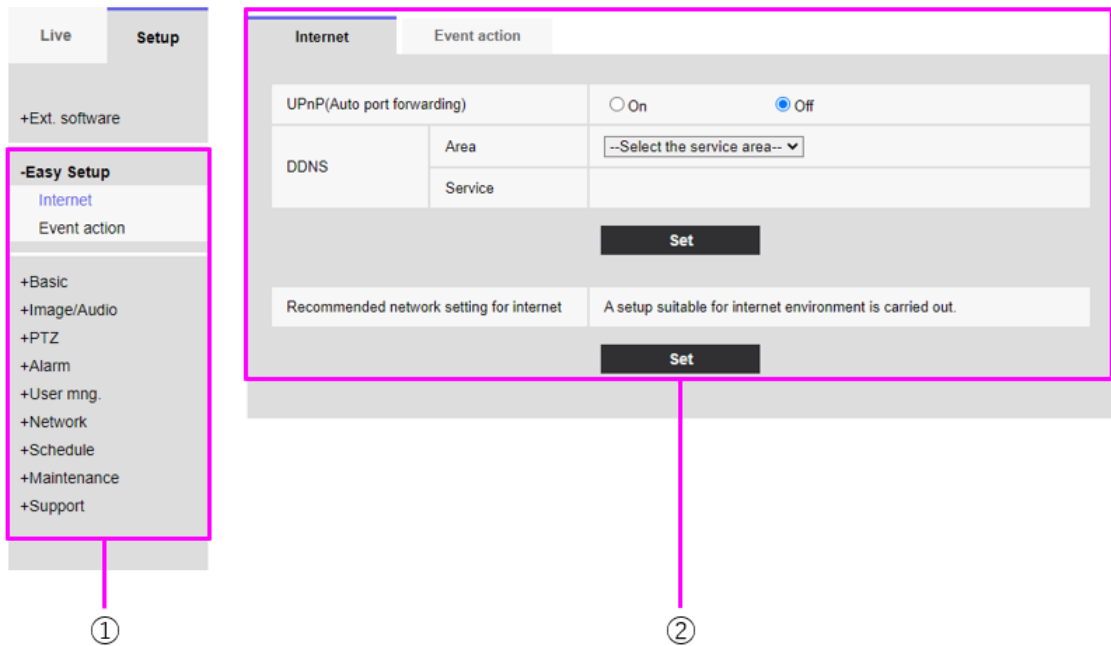 Live Setup
+Ext. software
-Easy Setup
Internet
Event action
+Basic
+Image/Audio
+PTZ
+Alarm
+User mng.
+Network
+Schedule
+Maintenance
+Support
①
Internet Event action
UPnP(Auto port forwarding) On Off
DDNS
Area --Select the service area--
Service
Set
Recommended network setting for internet A setup suitable for internet environment is carried out.
Set
②